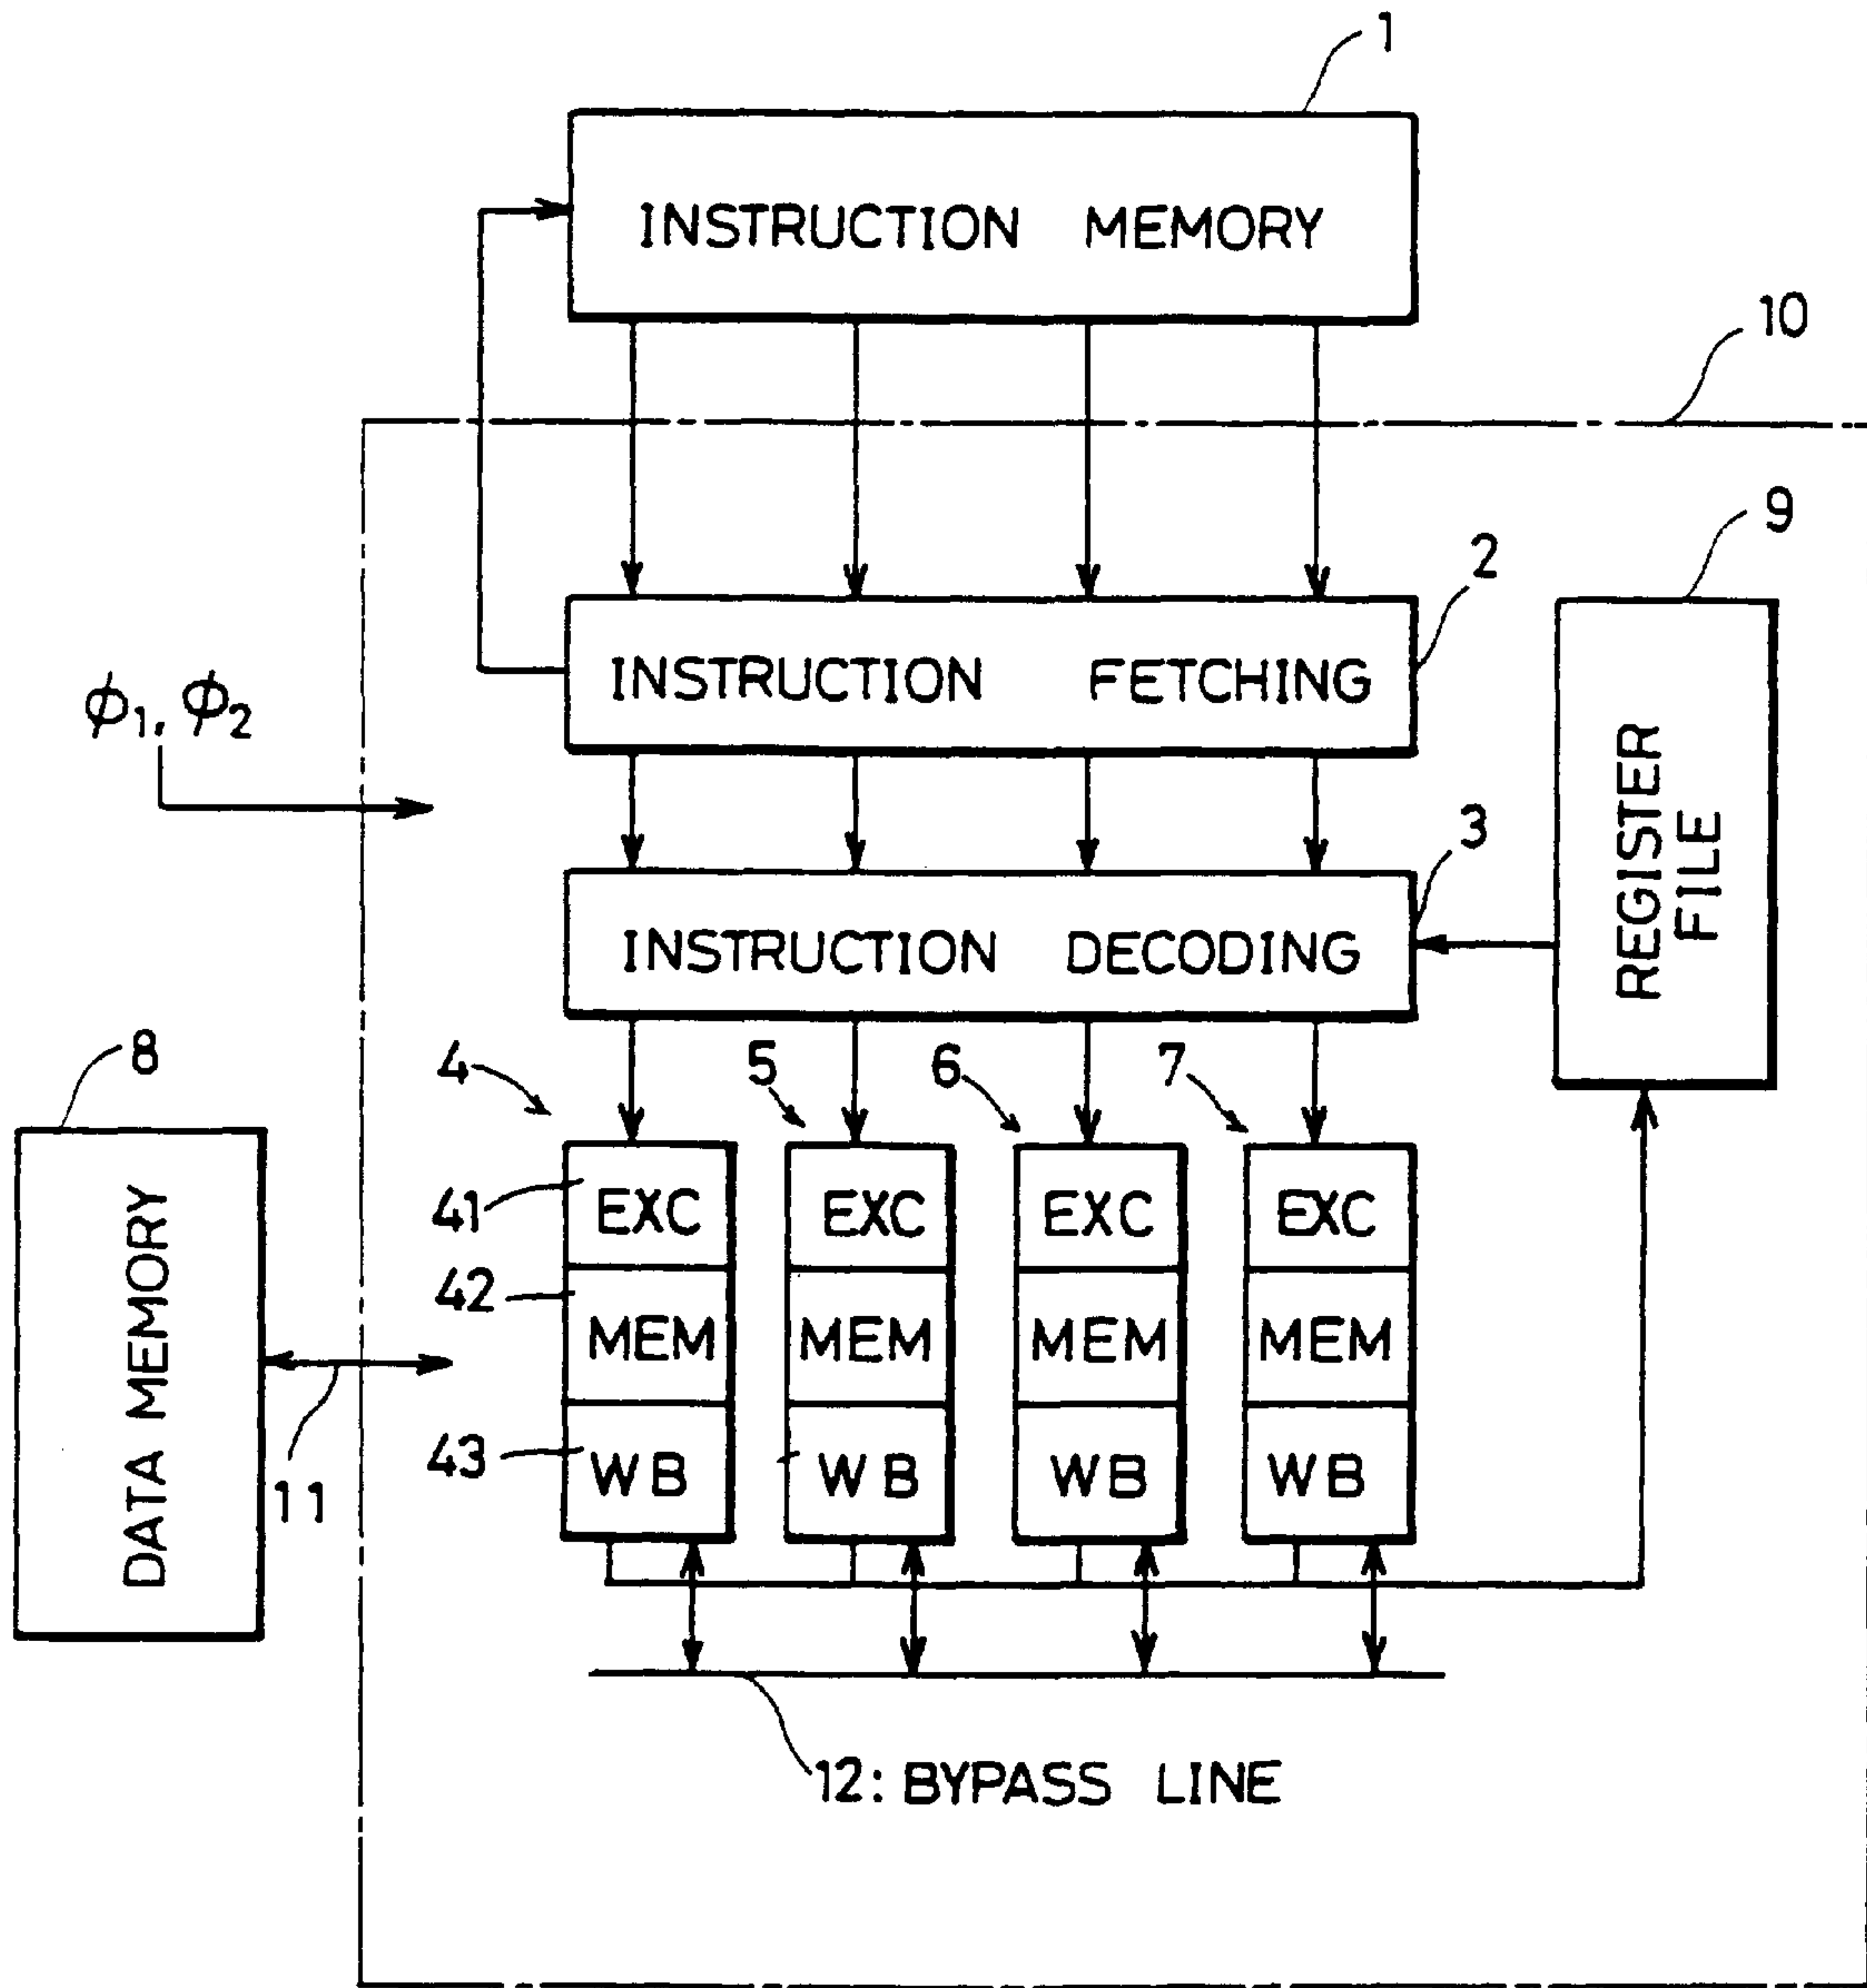 1
INSTRUCTION MEMORY
10
9
2
INSTRUCTION FETCHING
ϕ1, ϕ2
REGISTER
FILE
3
INSTRUCTION DECODING
8
4
5
6
7
DATA MEMORY
41
EXC EXC EXC EXC
42
MEM MEM MEM MEM
43
WB WB WB WB
11
12: BYPASS LINE